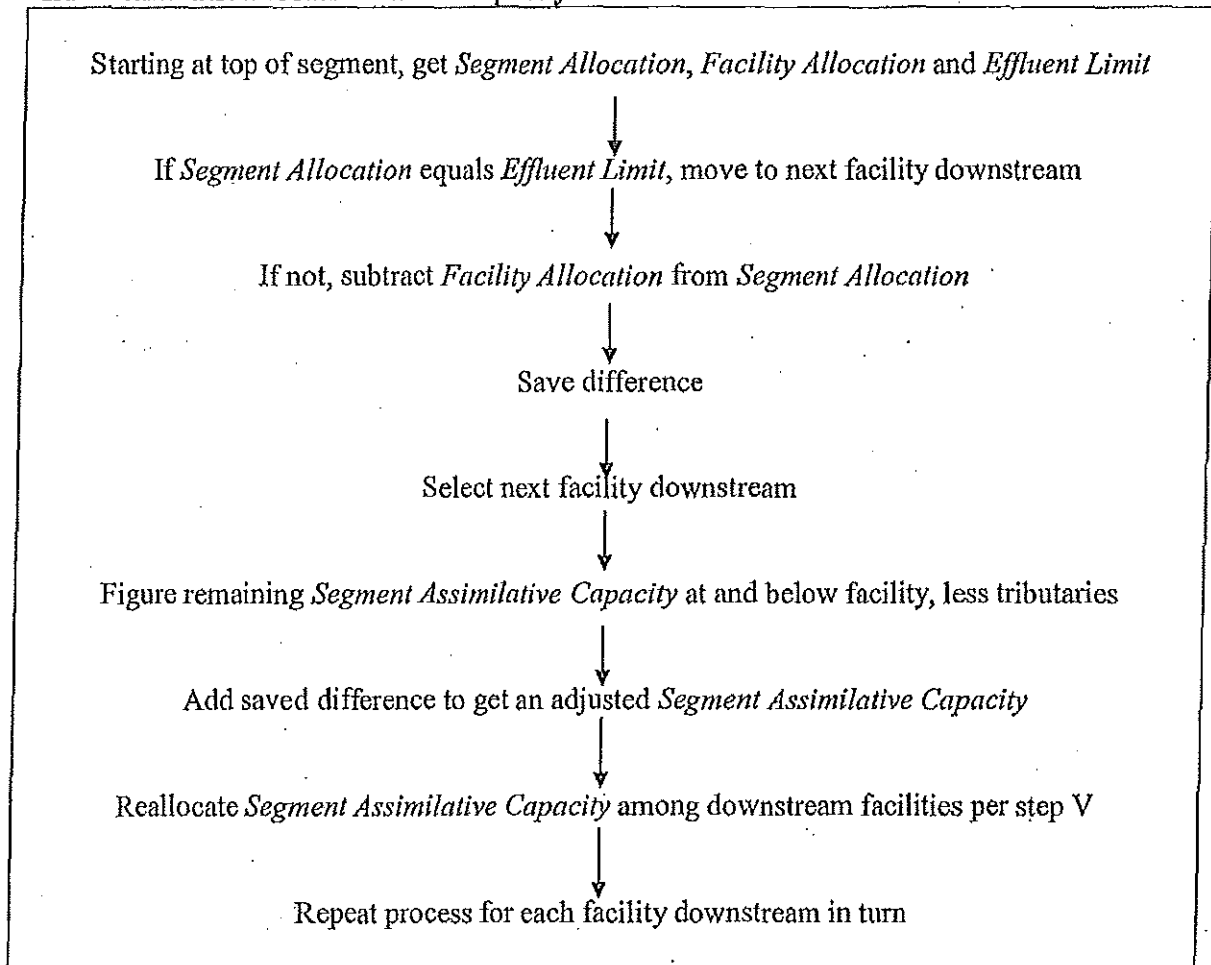 Starting at top of segment, get Segment Allocation, Facility Allocation and Effluent Limit
If Segment Allocation equals Effluent Limit, move to next facility downstream
If not, subtract Facility Allocation from Segment Allocation
Save difference
Select next facility downstream
Figure remaining Segment Assimilative Capacity at and below facility, less tributaries
Add saved difference to get an adjusted Segment Assimilative Capacity
Reallocate Segment Assimilative Capacity among downstream facilities per step V
Repeat process for each facility downstream in turn